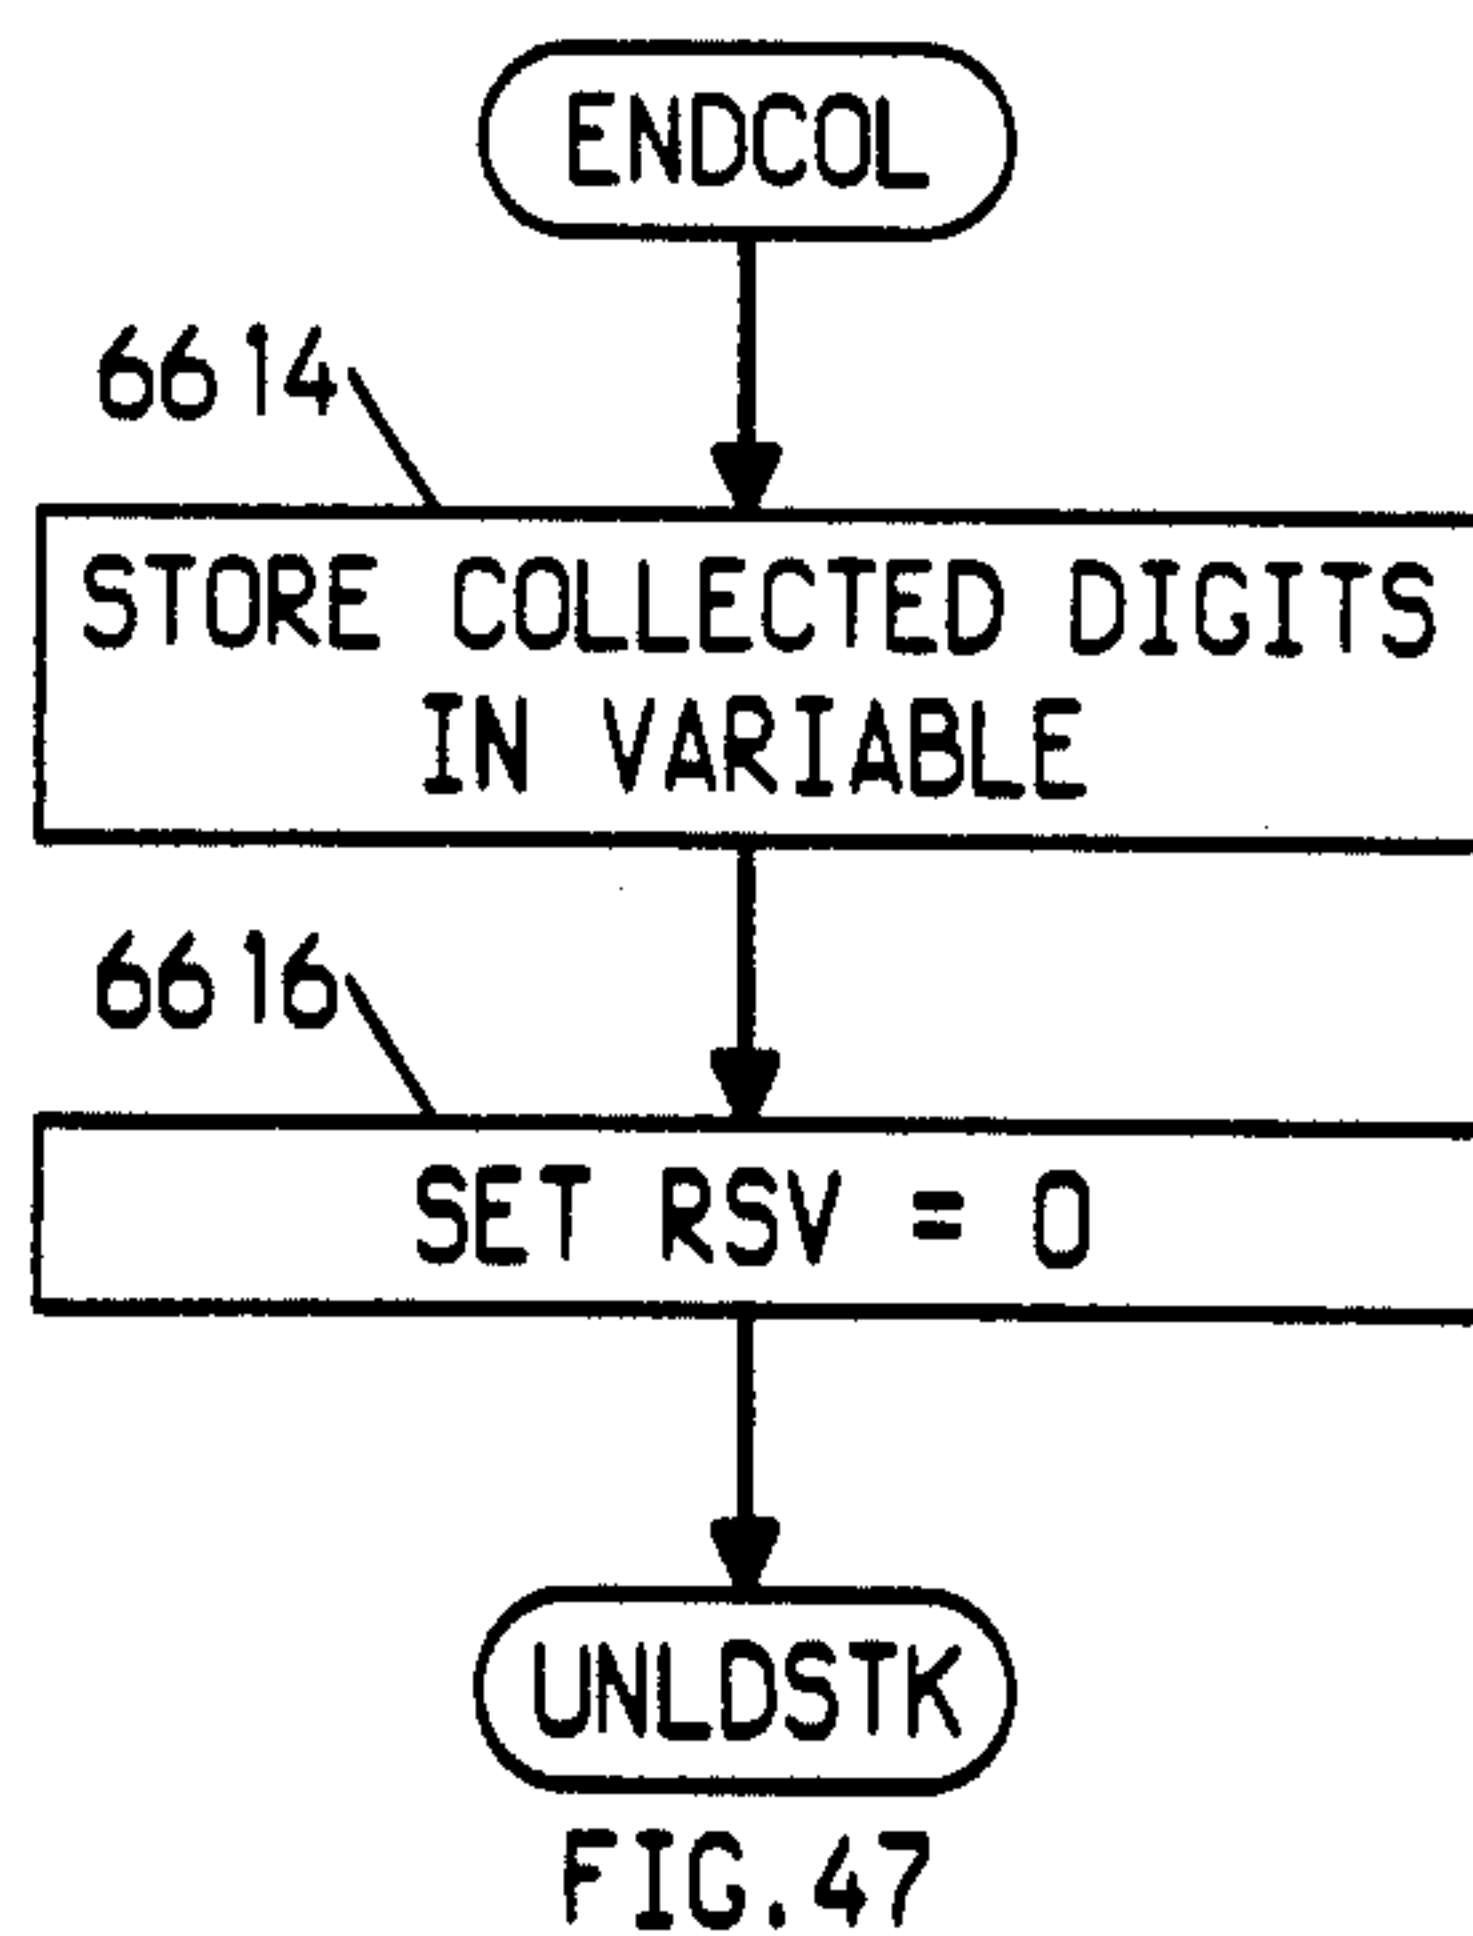 ENDCOL
6614
STORE COLLECTED DIGITS
IN VARIABLE
6616
SET RSV = 0
UNLDSTK
FIG.47